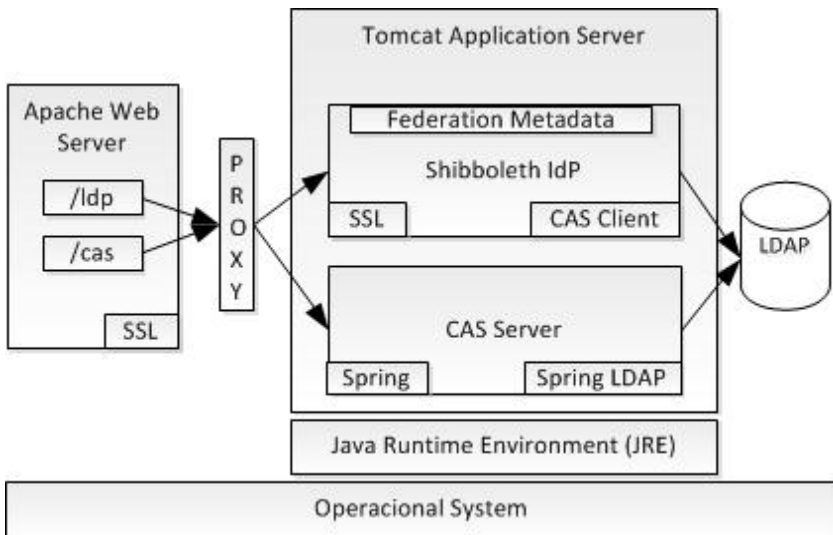 Tomcat Application Server
Apache Web
Server
/Idp
/cas
SSL
P
R
O
X
Y
Federation Metadata
Shibboleth IdP
SSL
CAS Client
CAS Server
Spring
Spring LDAP
LDAP
Java Runtime Environment (JRE)
Operacional System